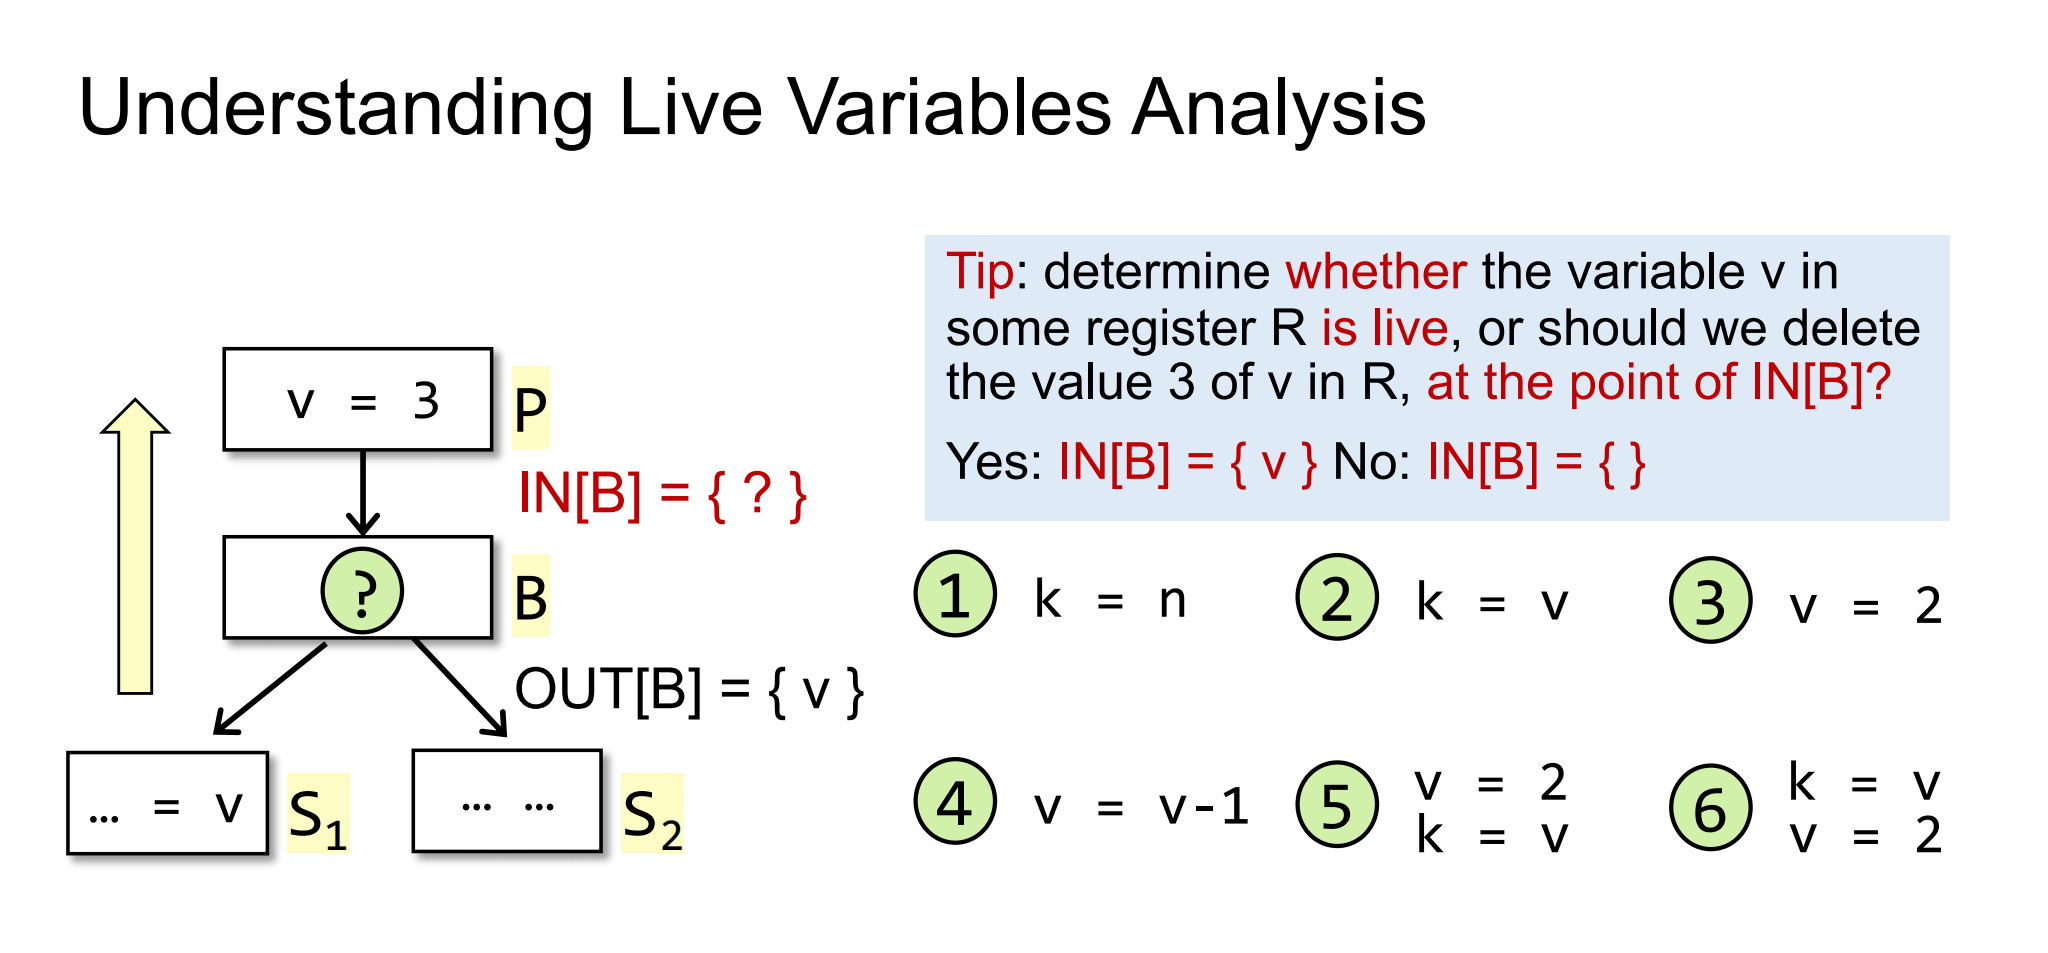 Understanding Live Variables Analysis
Tip: determine whether the variable v in
some register R is live, or should we delete
the value 3 of v in R, at the point of IN[B]?
Yes: IN[B] = { v } No: IN[B] = { }
v = 3
P
IN[B] = { ? }
?
B
OUT[B] = { v }
… = v
S₁
… …
S₂
1 k = n
2 k = v
3 v = 2
4 v = v-1
5 v = 2
k = v
6 k = v
v = 2